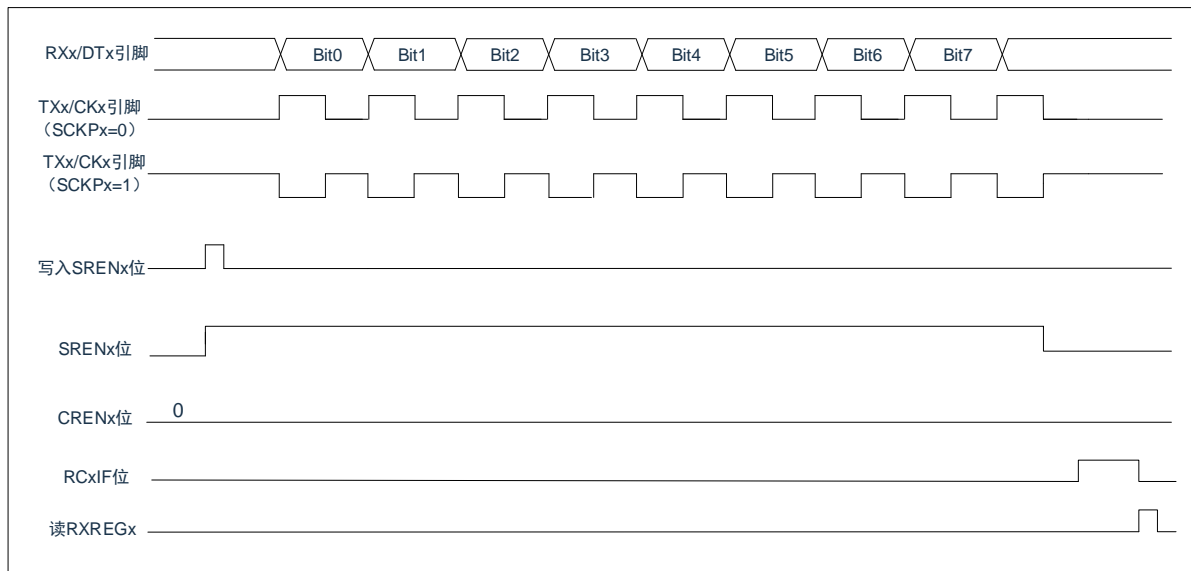 RXx/DTx引脚
Bit0 Bit1 Bit2 Bit3 Bit4 Bit5 Bit6 Bit7
TXx/CKx引脚
（SCKPx=0）
TXx/CKx引脚
（SCKPx=1）
写入SRENx位
SRENx位
CRENx位
0
RCxIF位
读RXREGx